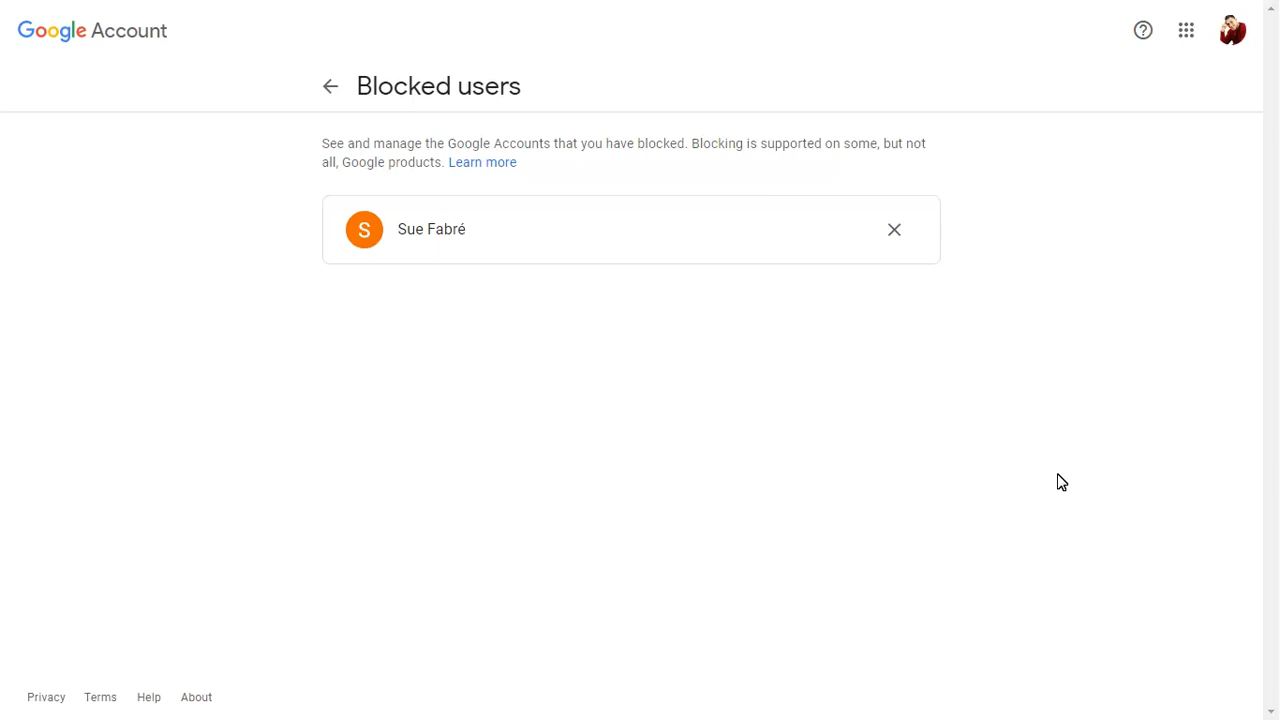 Google Account
Blocked users
See and manage the Google Accounts that you have blocked. Blocking is supported on some, but not
all, Google products. Learn more
S Sue Fabré
Privacy Terms Help About